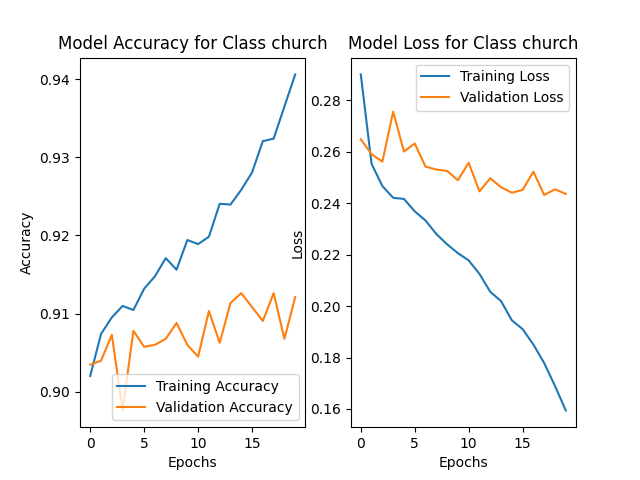 Model Accuracy for Class church
0.94
0.93
0.92
0.91
0.90
Accuracy
Training Accuracy
Validation Accuracy
0
5
10
15
Epochs
Model Loss for Class church
0.28
0.26
0.24
0.22
0.20
0.18
0.16
Loss
Training Loss
Validation Loss
0
5
10
15
Epochs